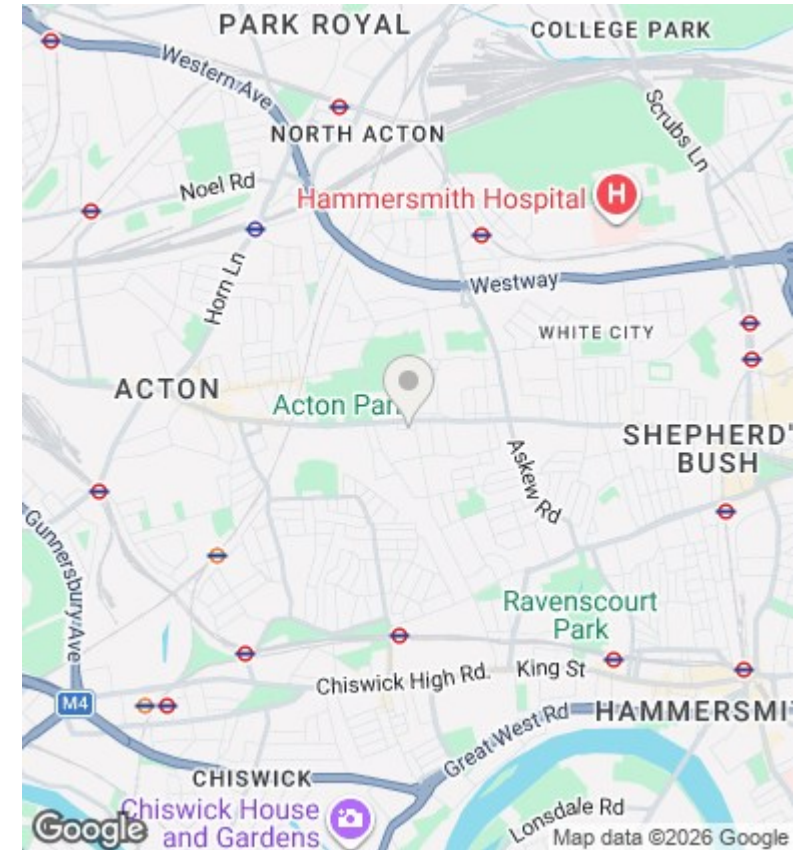 PARK ROYAL
COLLEGE PARK
Western Ave
Scrubs Ln
NORTH ACTON
Noel Rd
Hammersmith Hospital
H
Horn Ln
Westway
WHITE CITY
ACTON
Acton Par
SHEPHERD'
BUSH
Askew Rd
Gunnersbury Ave
Ravenscourt
Park
Chiswick High Rd.
King St
M4
Great West Rd
HAMMERSMI
CHISWICK
Chiswick House
and Gardens
Lonsdale Rd
Google
Map data ©2026 Google